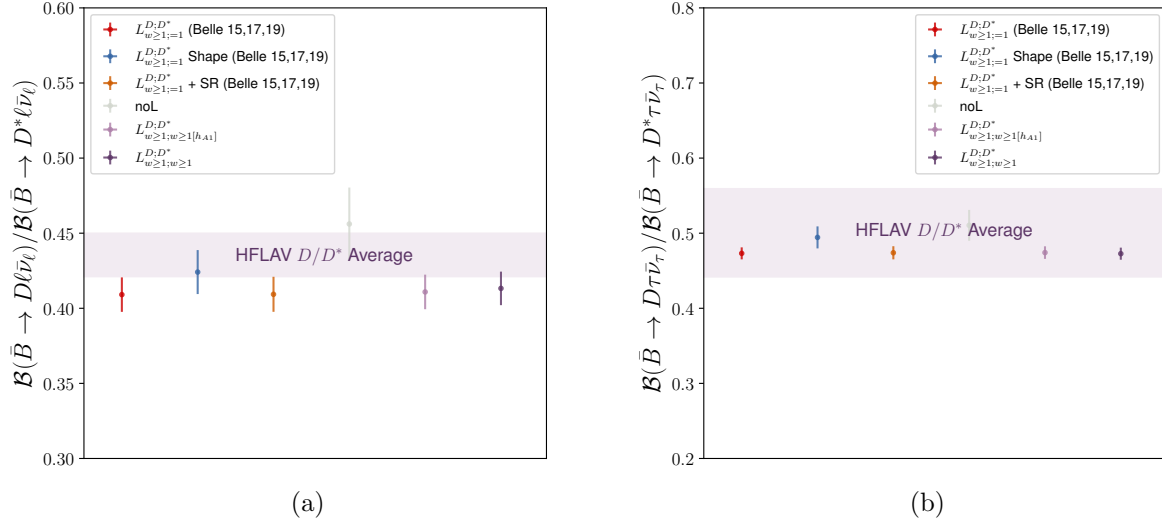 0.60
0.55
0.50
0.45
0.40
0.35
0.30
𝓑(B̄ → Dℓν̄_ℓ)/𝓑(B̄ → D*ℓν̄_ℓ)
L^{D;D*}_{w≥1;=1} (Belle 15,17,19)
L^{D;D*}_{w≥1;=1} Shape (Belle 15,17,19)
L^{D;D*}_{w≥1;=1} + SR (Belle 15,17,19)
noL
L^{D;D*}_{w≥1;w≥1[h_{A1}]}
L^{D;D*}_{w≥1;w≥1}
HFLAV D/D* Average
(a)
0.8
0.7
0.6
0.5
0.4
0.3
0.2
𝓑(B̄ → Dτν̄_τ)/𝓑(B̄ → D*τν̄_τ)
L^{D;D*}_{w≥1;=1} (Belle 15,17,19)
L^{D;D*}_{w≥1;=1} Shape (Belle 15,17,19)
L^{D;D*}_{w≥1;=1} + SR (Belle 15,17,19)
noL
L^{D;D*}_{w≥1;w≥1[h_{A1}]}
L^{D;D*}_{w≥1;w≥1}
HFLAV D/D* Average
(b)